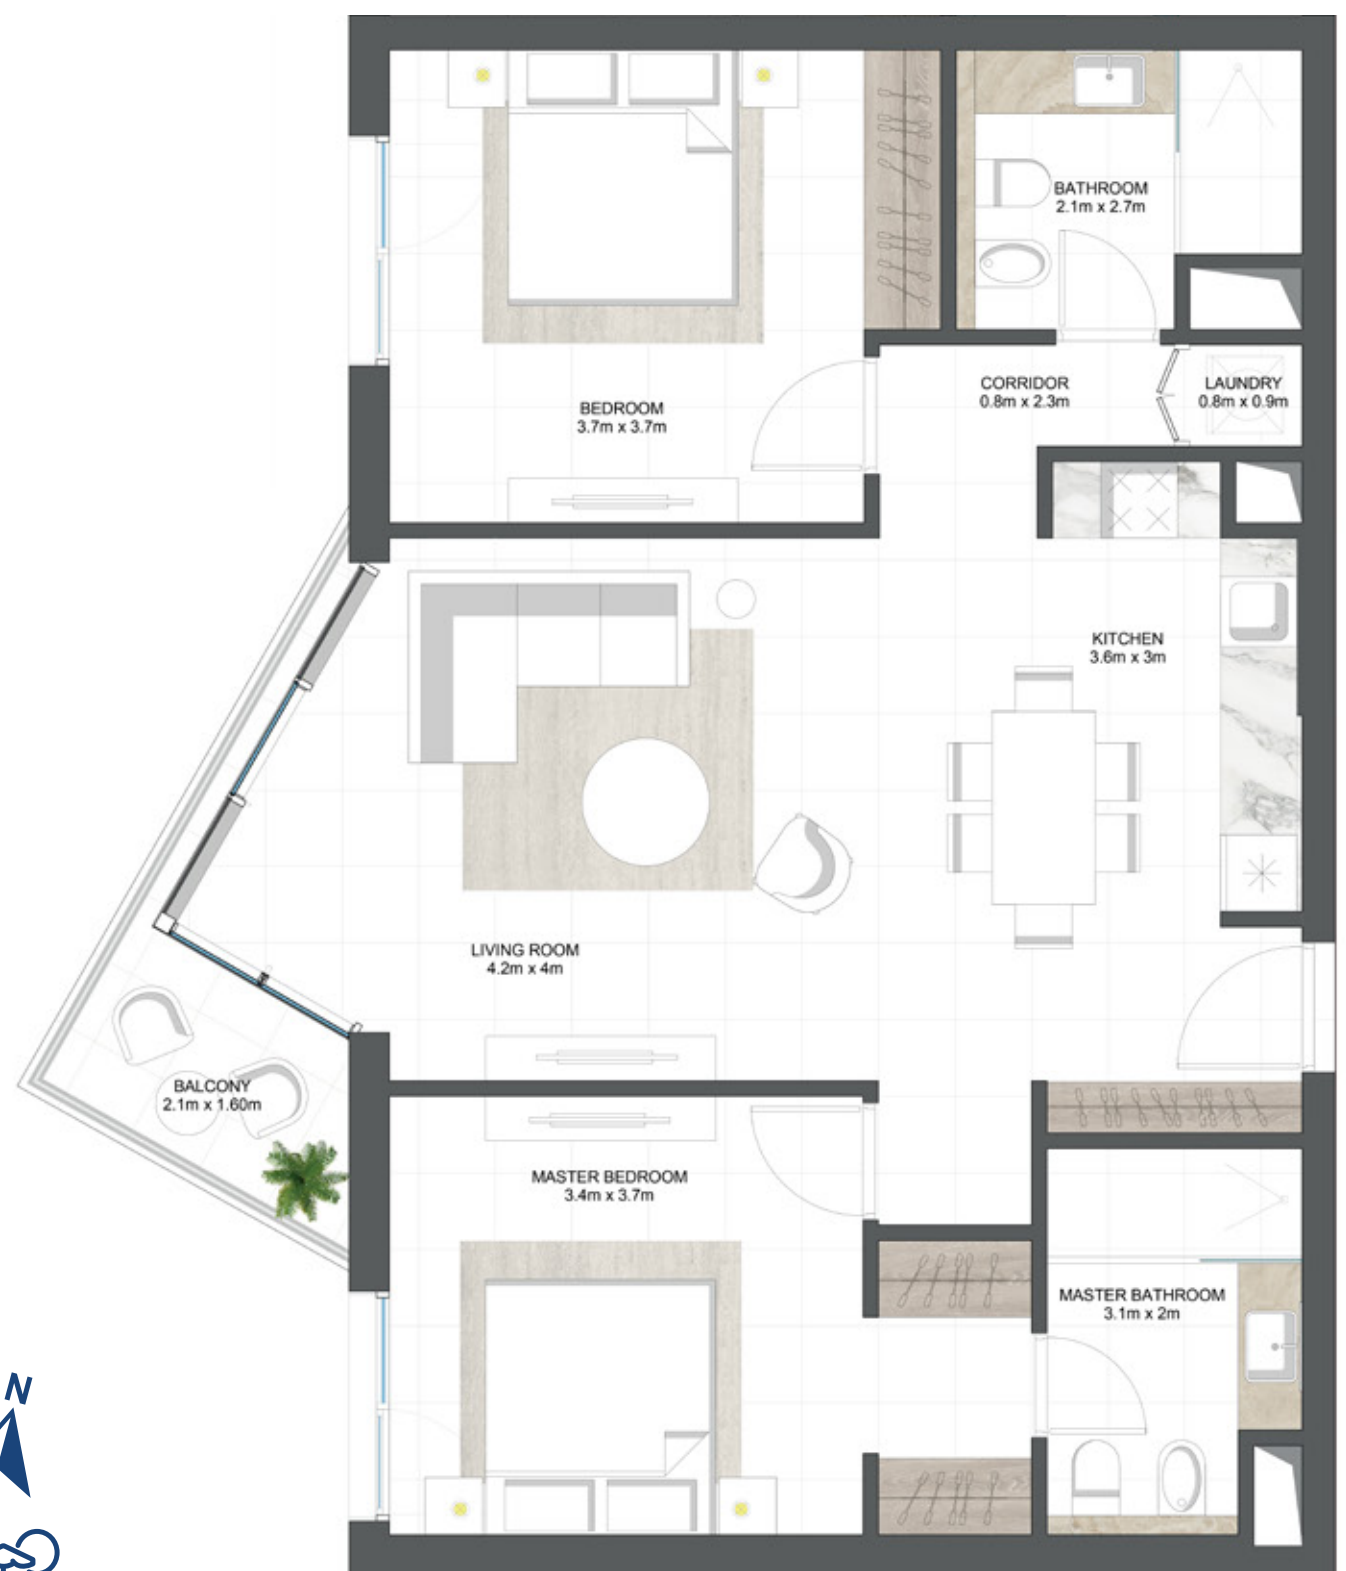 BATHROOM
2.1m x 2.7m
CORRIDOR
0.8m x 2.3m
LAUNDRY
0.8m x 0.9m
BEDROOM
3.7m x 3.7m
KITCHEN
3.6m x 3m
LIVING ROOM
4.2m x 4m
BALCONY
2.1m x 1.60m
MASTER BEDROOM
3.4m x 3.7m
MASTER BATHROOM
3.1m x 2m
N